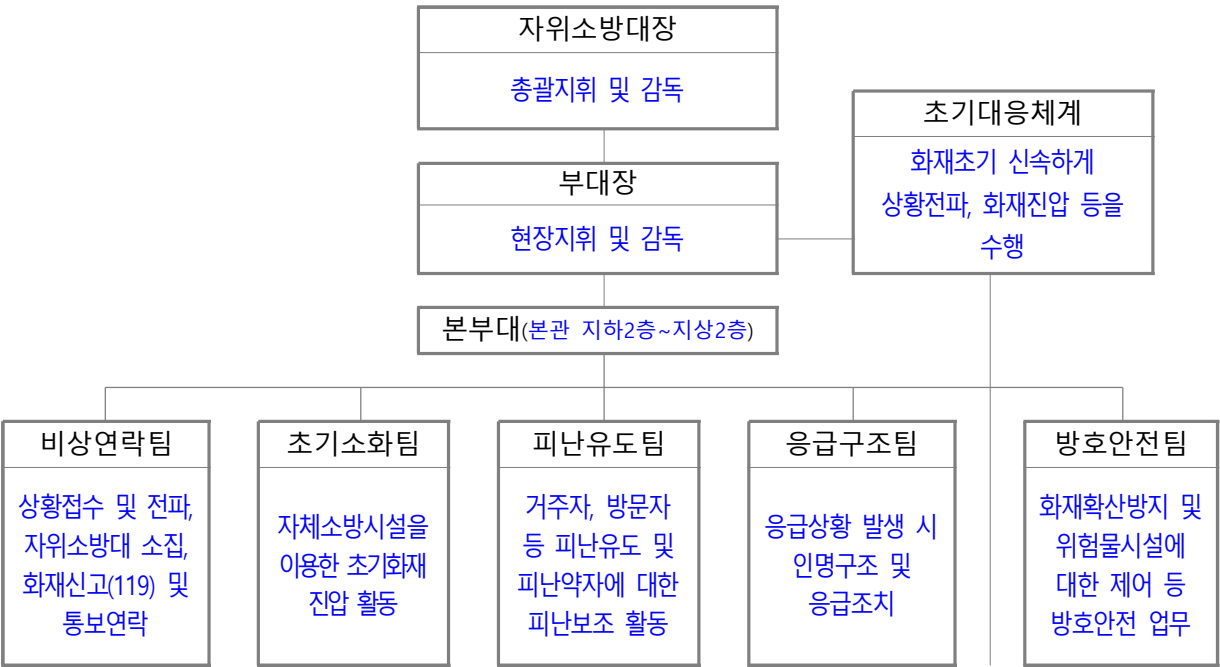 자위소방대장
총괄지휘 및 감독
초기대응체계
화재초기 신속하게
상황전파, 화재진압 등을
수행
부대장
현장지휘 및 감독
본부대(본관 지하2층~지상2층)
비상연락팀
상황접수 및 전파,
자위소방대 소집,
화재신고(119) 및
통보연락
초기소화팀
자체소방시설을
이용한 초기화재
진압 활동
피난유도팀
거주자, 방문자
등 피난유도 및
피난약자에 대한
피난보조 활동
응급구조팀
응급상황 발생 시
인명구조 및
응급조치
방호안전팀
화재확산방지 및
위험물시설에
대한 제어 등
방호안전 업무